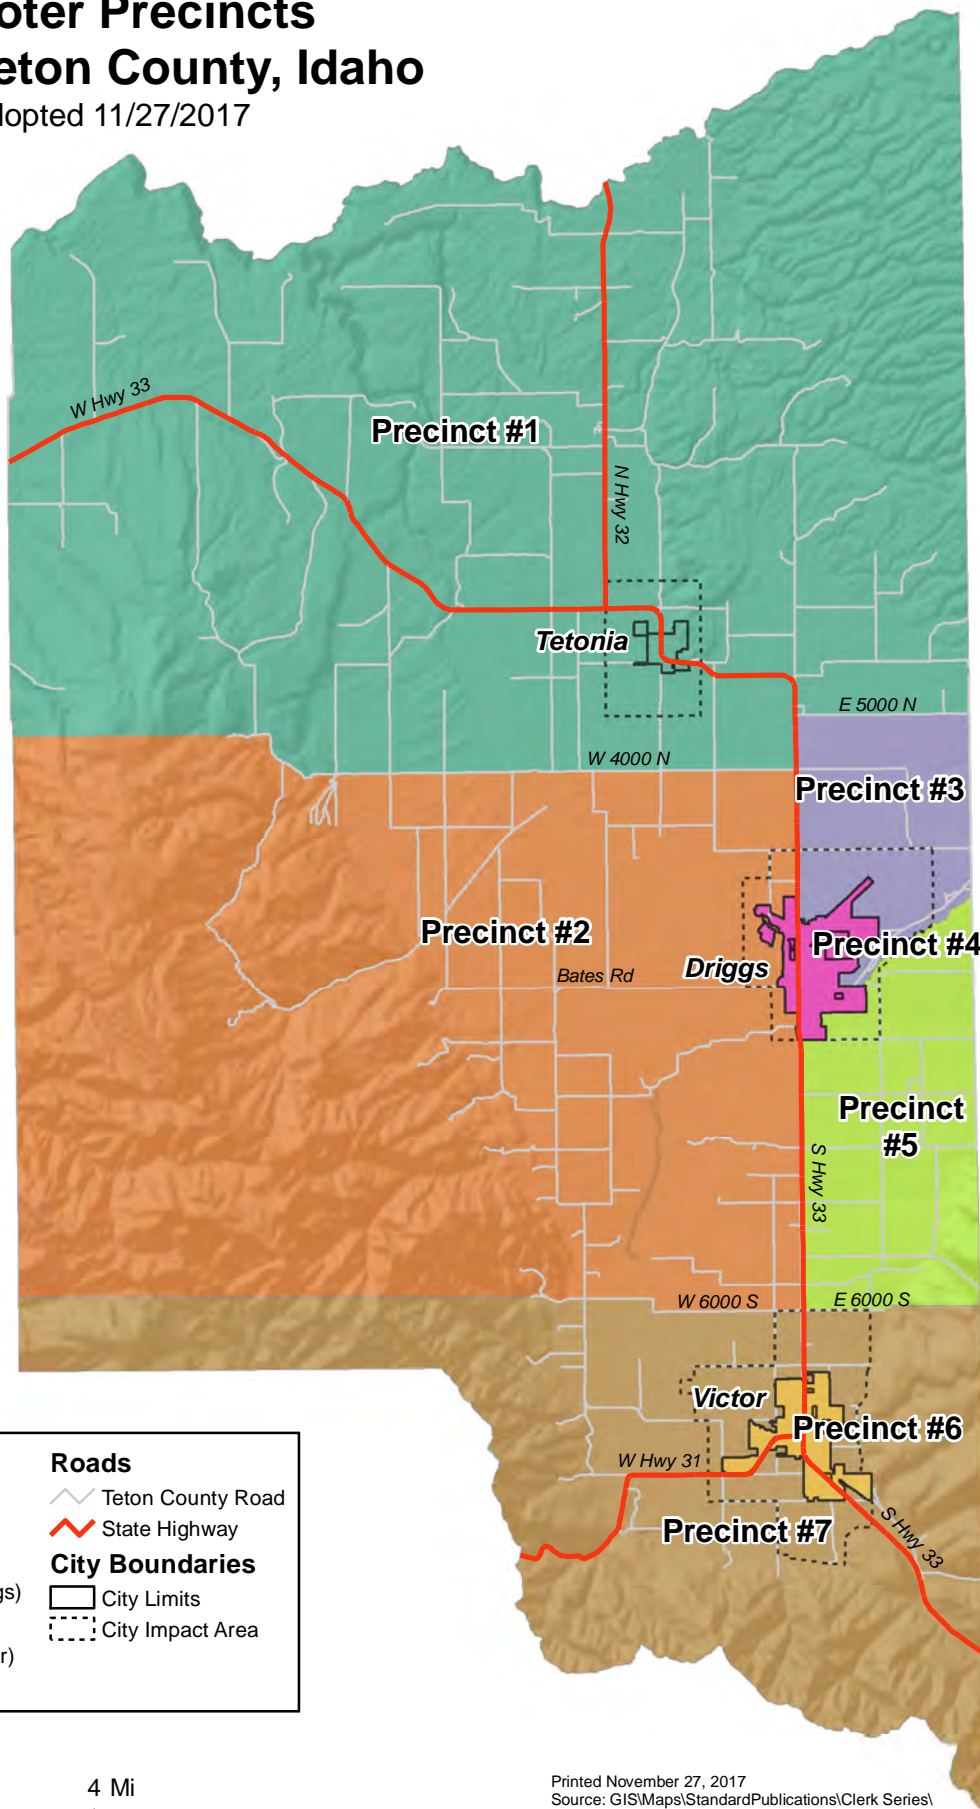 oter Precincts
eton County, Idaho
dopted 11/27/2017
W Hwy 33
Precinct #1
N Hwy 32
Tetonia
E 5000 N
W 4000 N
Precinct #3
Precinct #2
Precinct #4
Driggs
Bates Rd
Precinct
#5
S Hwy 33
W 6000 S
E 6000 S
Victor
Precinct #6
W Hwy 31
Precinct #7
S Hwy 33
Roads
Teton County Road
State Highway
City Boundaries
gs)
City Limits
City Impact Area
r)
4 Mi
Printed November 27, 2017
Source: GIS\Maps\StandardPublications\Clerk Series\